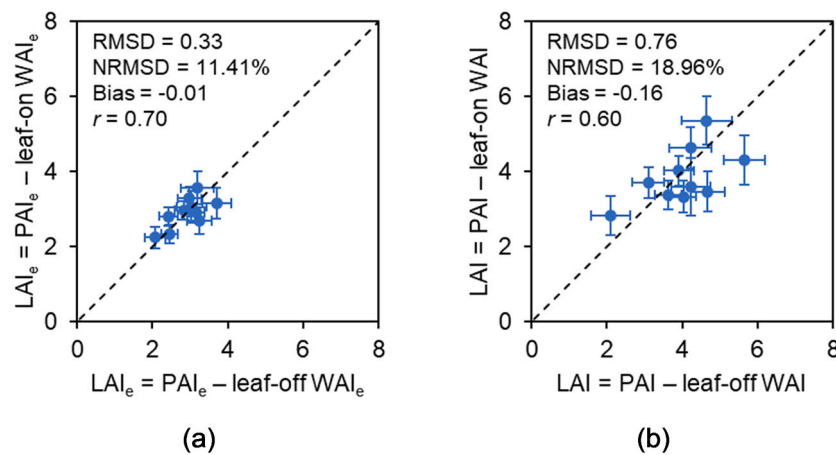 8
6
4
2
0
0
2
4
6
8
RMSD = 0.33
NRMSD = 11.41%
Bias = -0.01
r = 0.70
LAIₑ = PAIₑ – leaf-on WAIₑ
LAIₑ = PAIₑ – leaf-off WAIₑ
(a)
8
6
4
2
0
0
2
4
6
8
RMSD = 0.76
NRMSD = 18.96%
Bias = -0.16
r = 0.60
LAI = PAI – leaf-on WAI
LAI = PAI – leaf-off WAI
(b)